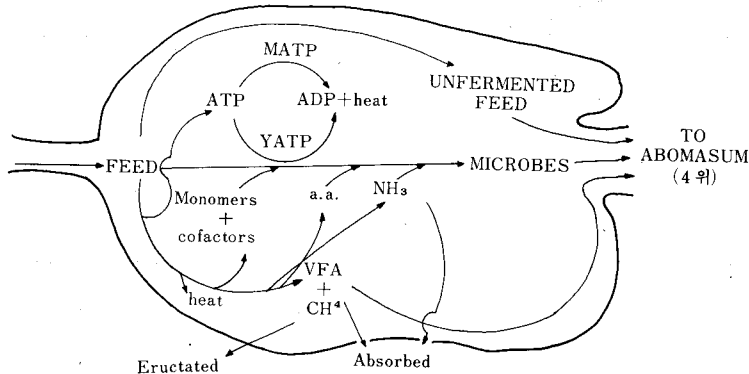 MATP
ATP
ADP+heat
YATP
UNFERMENTED
FEED
FEED
MICROBES
TO
ABOMASUM
(4 위)
Monomers
+
cofactors
a.a.
NH₃
heat
VFA
+
CH⁴
Eructated
Absorbed